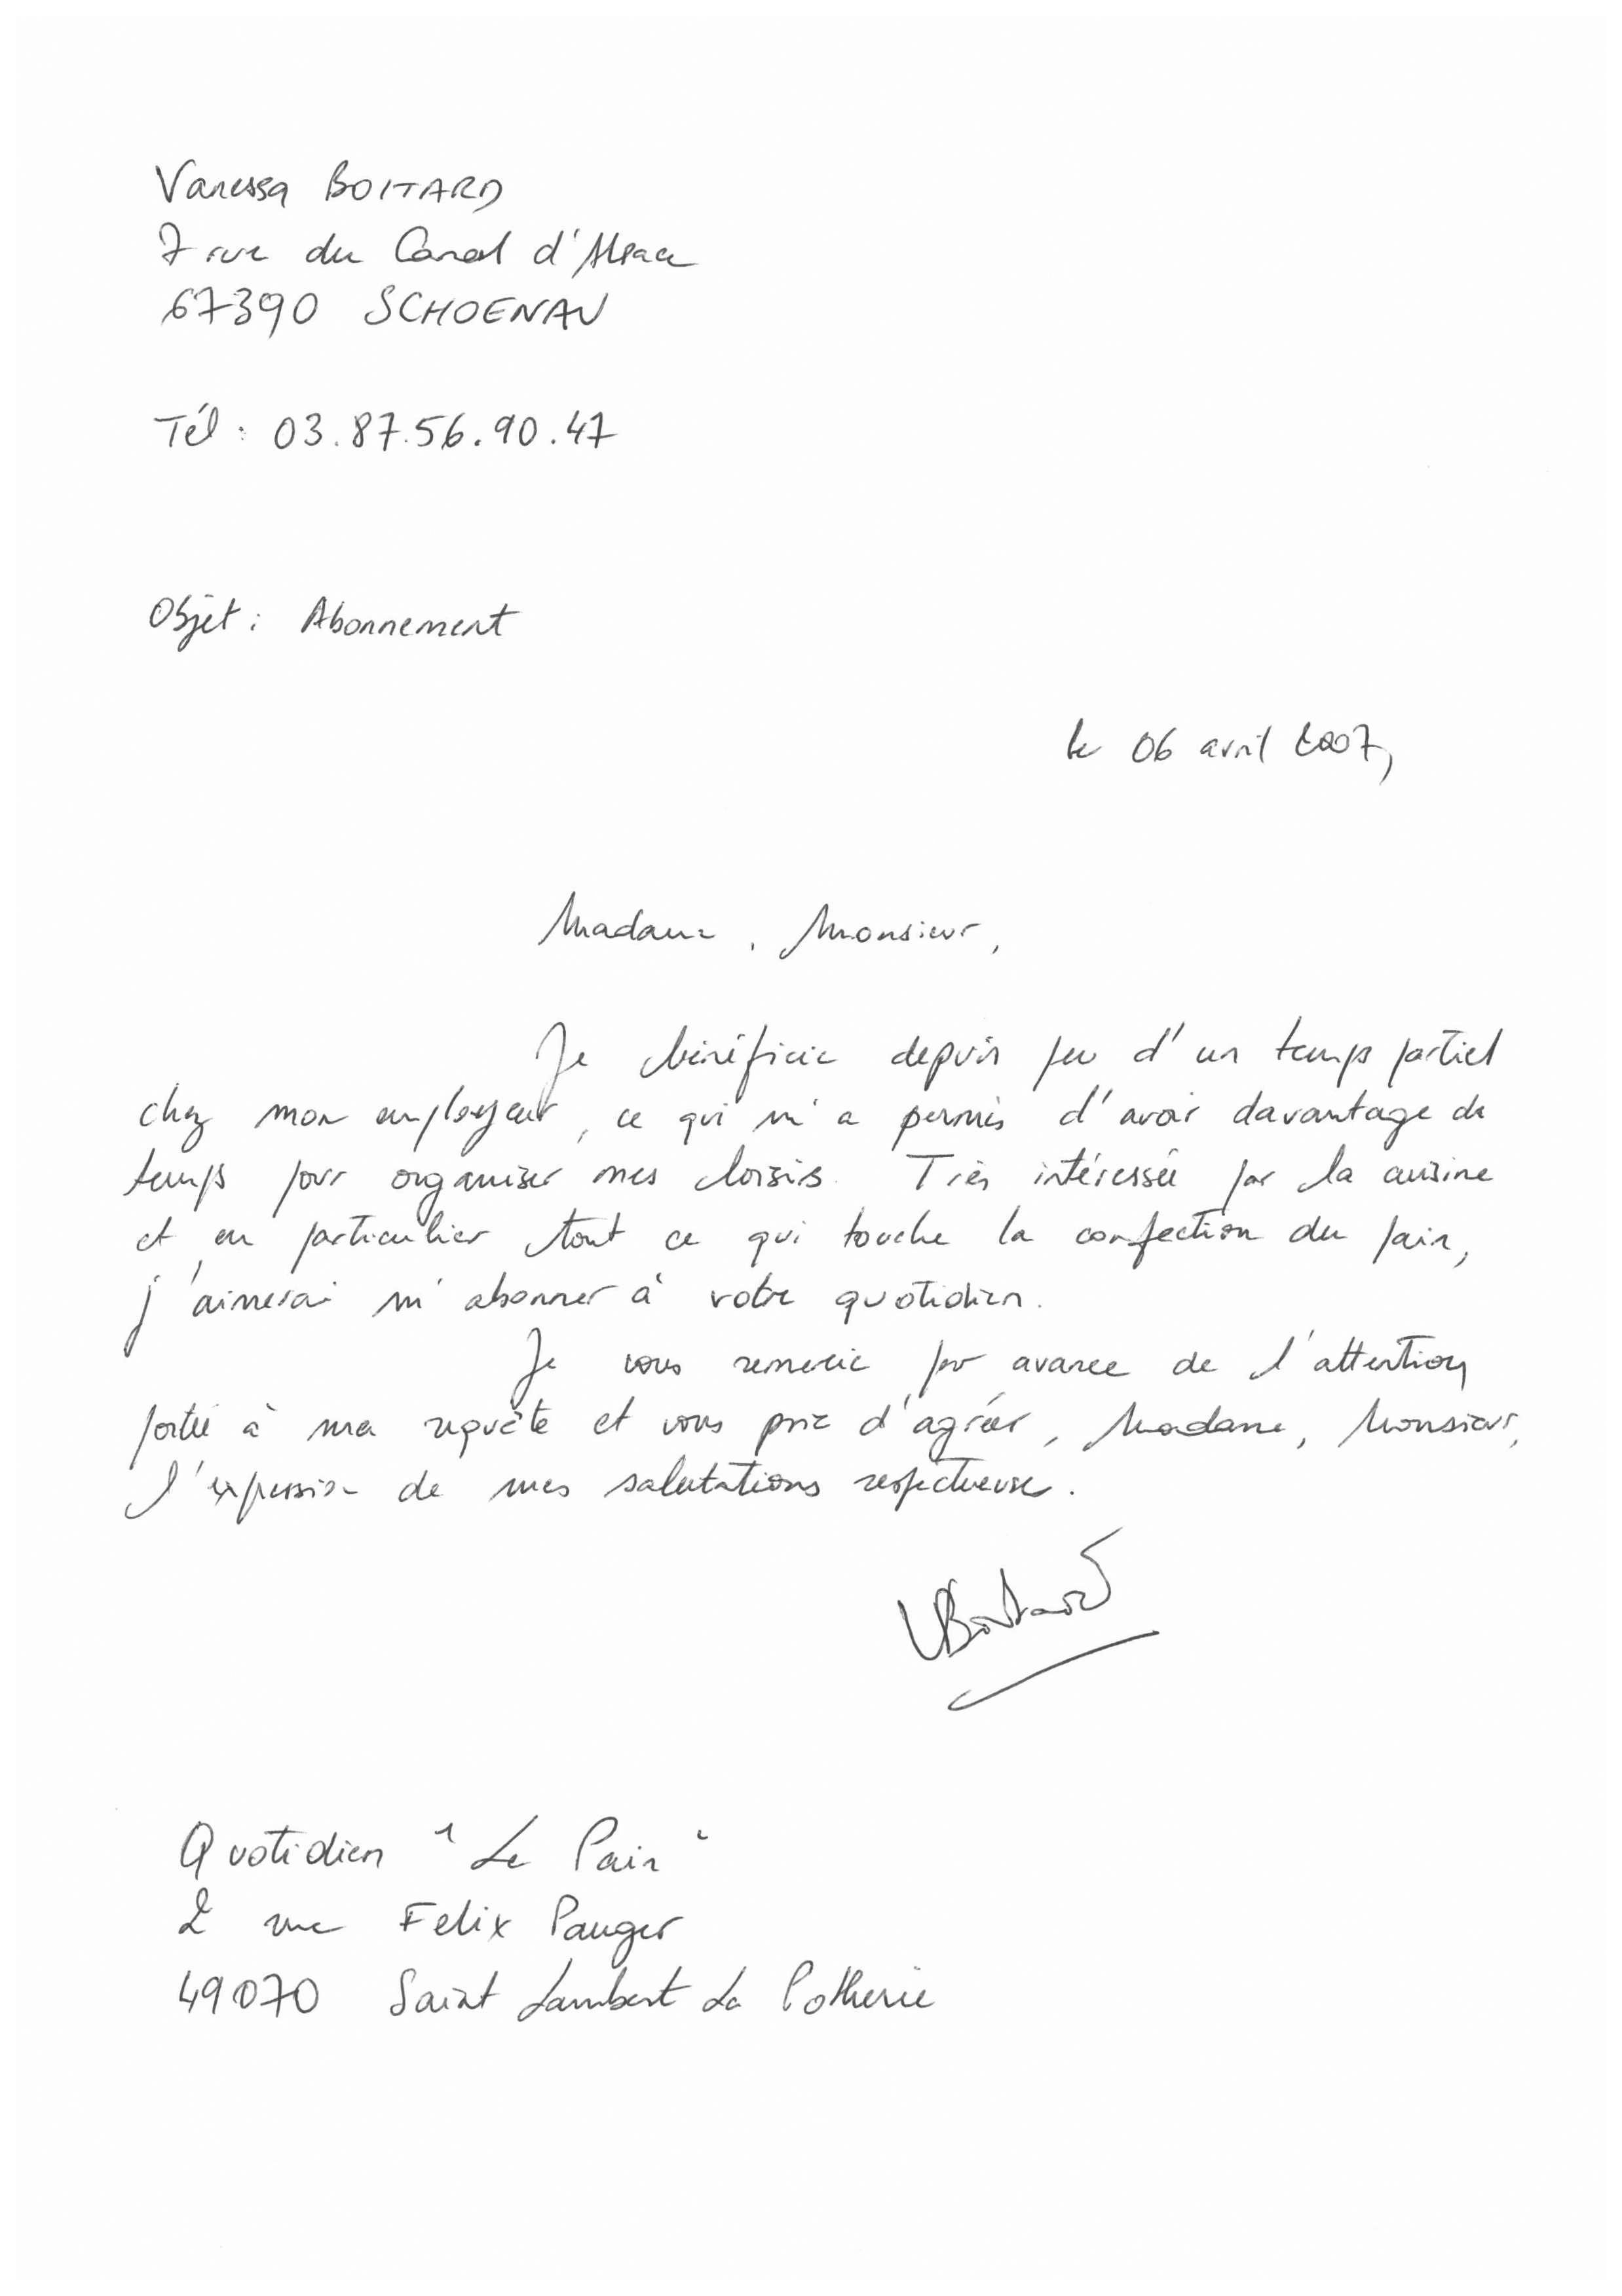 Vanessa BOITARD
7 rue du Canal d'Alsace
67390 SCHOENAU
Tél : 03.87.56.90.47
Objet : Abonnement
le 06 avril 2007,
Madame, Monsieur,
Je bénéficie depuis peu d'un temps partiel
chez mon employeur, ce qui m'a permis d'avoir davantage de
temps pour organiser mes loisirs. Très intéressée par la cuisine
et en particulier tout ce qui touche la confection du pain,
j'aimerai m'abonner à votre quotidien.
Je vous remercie par avance de l'attention
portée à ma requête et vous prie d'agréer, Madame, Monsieur,
l'expression de mes salutations respectueuses.
VBoitard
Quotidien "Le Pain"
2 rue Felix Pauger
49070 Saint Lambert La Potherie